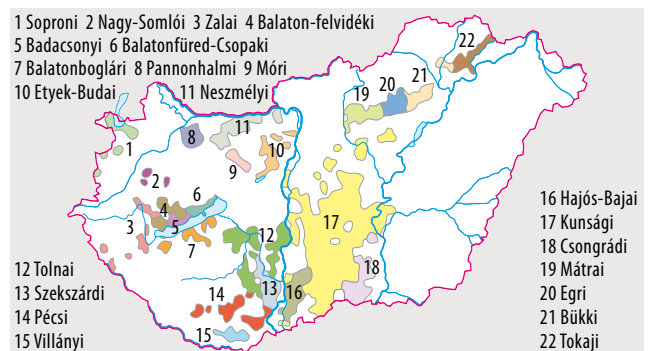 1 Soproni 2 Nagy-Somlói 3 Zalai 4 Balaton-felvidéki
5 Badacsonyi 6 Balatonfüred-Csopaki
7 Balatonboglári 8 Pannonhalmi 9 Móri
10 Etyek-Budai 11 Neszmélyi
22
21
20
19
11
8
10
1
9
2
6
4
3
5
17
7
12
18
13
16
14
15
12 Tolnai
13 Szekszárdi
14 Pécsi
15 Villányi
16 Hajós-Bajai
17 Kunsági
18 Csongrádi
19 Mátrai
20 Egri
21 Bükki
22 Tokaji